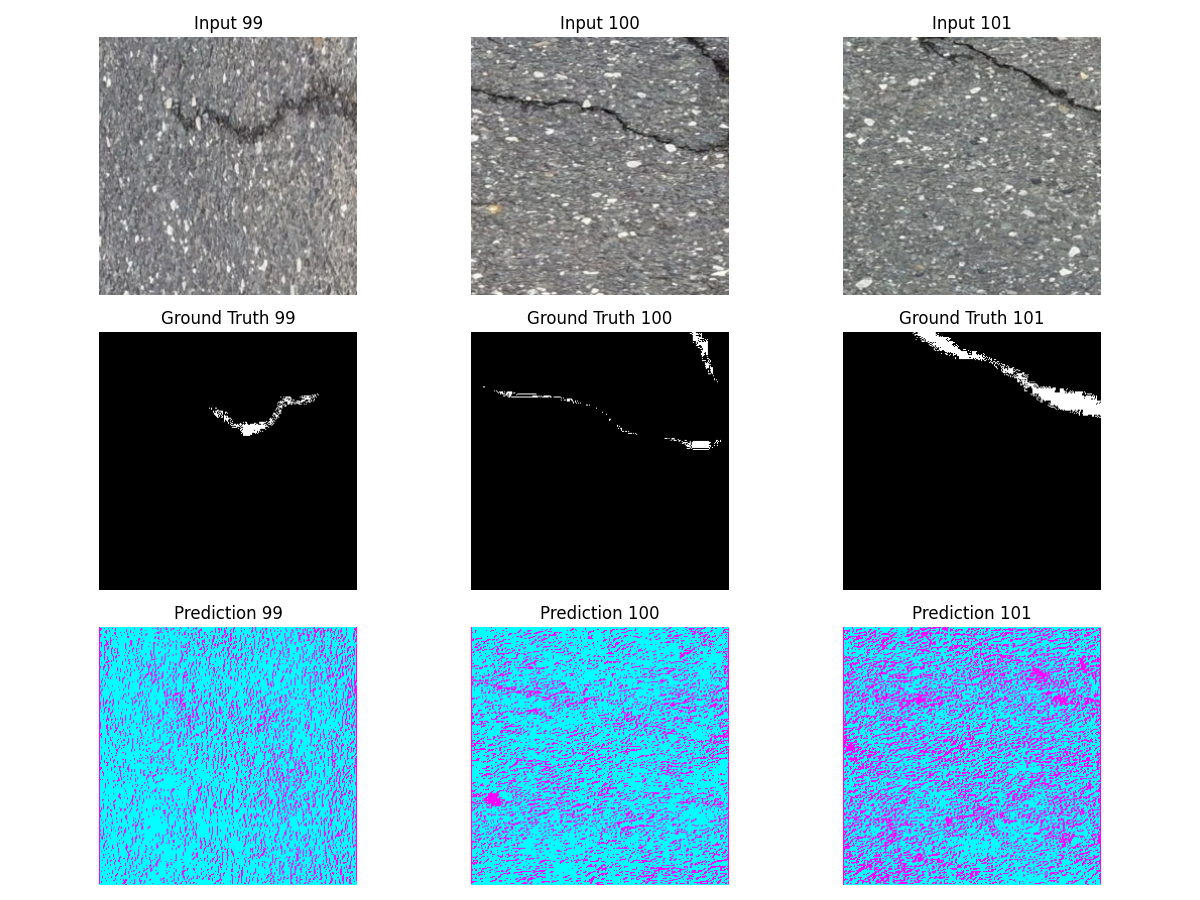 Input 99
Input 100
Input 101
Ground Truth 99
Ground Truth 100
Ground Truth 101
Prediction 99
Prediction 100
Prediction 101